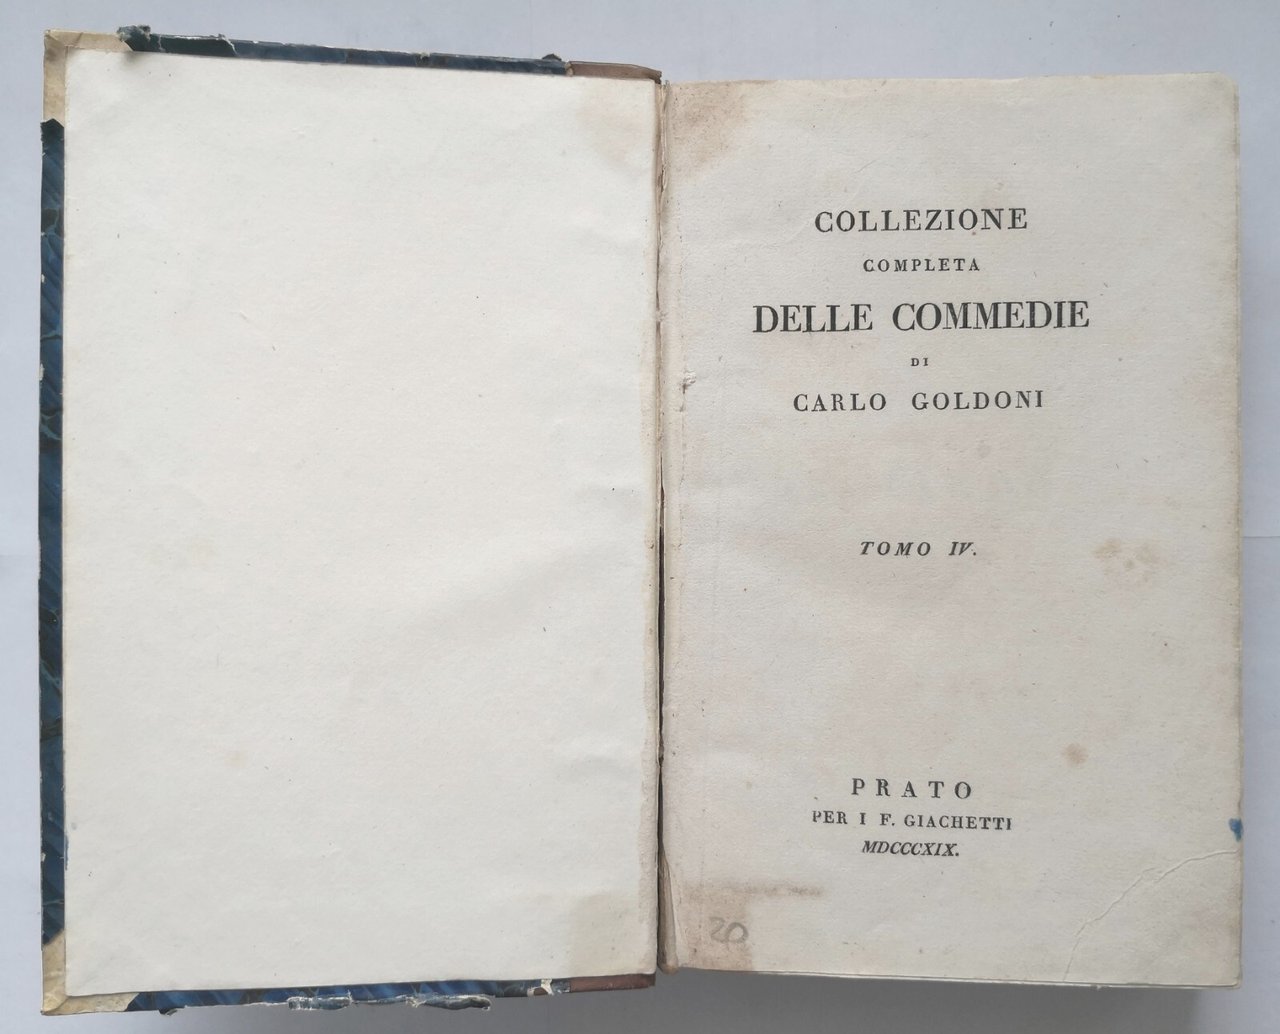 COLLEZIONE
COMPLETA
DELLE COMMEDIE
DI
CARLO GOLDONI
TOMO IV.
PRATO
PER I F. GIACHETTI
MDCCCXIX.
20